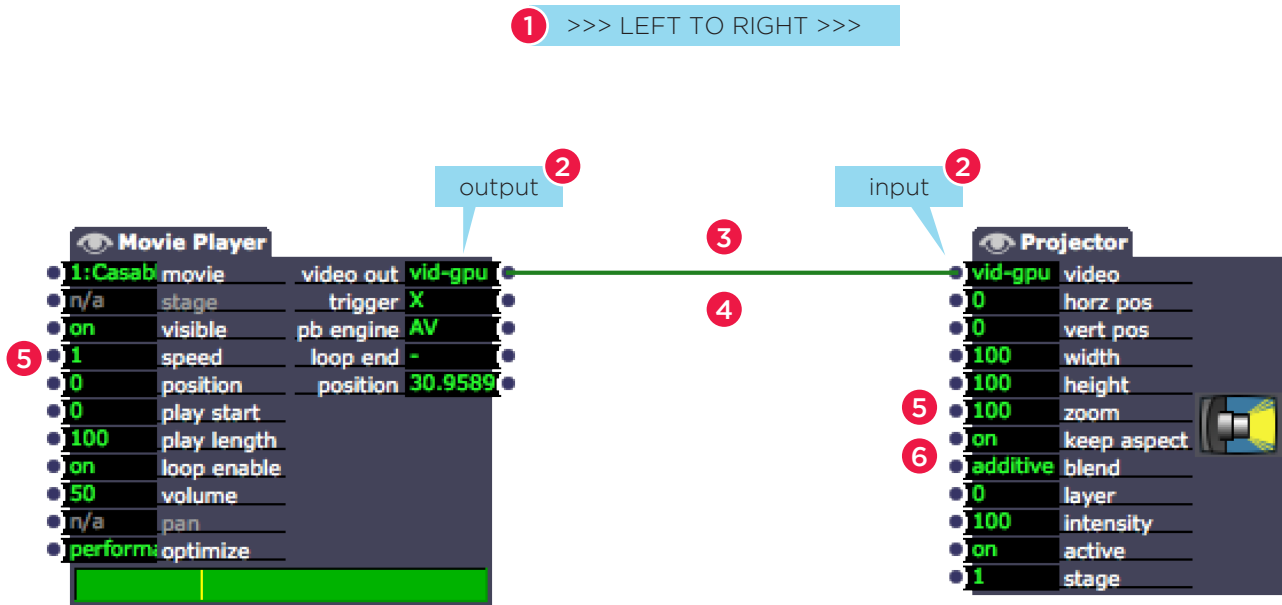 1 >>> LEFT TO RIGHT >>>
2 2
output input
3
Movie Player Projector
1:Casabl movie video out vid-gpu vid-gpu video
n/a stage trigger X 0 horz pos
4
on visible pb engine AV 0 vert pos
5 1 speed loop end - 100 width
0 position position 30.9589 100 height
0 play start 5 100 zoom
100 play length on keep aspect
6
on loop enable additive blend
50 volume 0 layer
n/a pan 100 intensity
performa optimize on active
1 stage